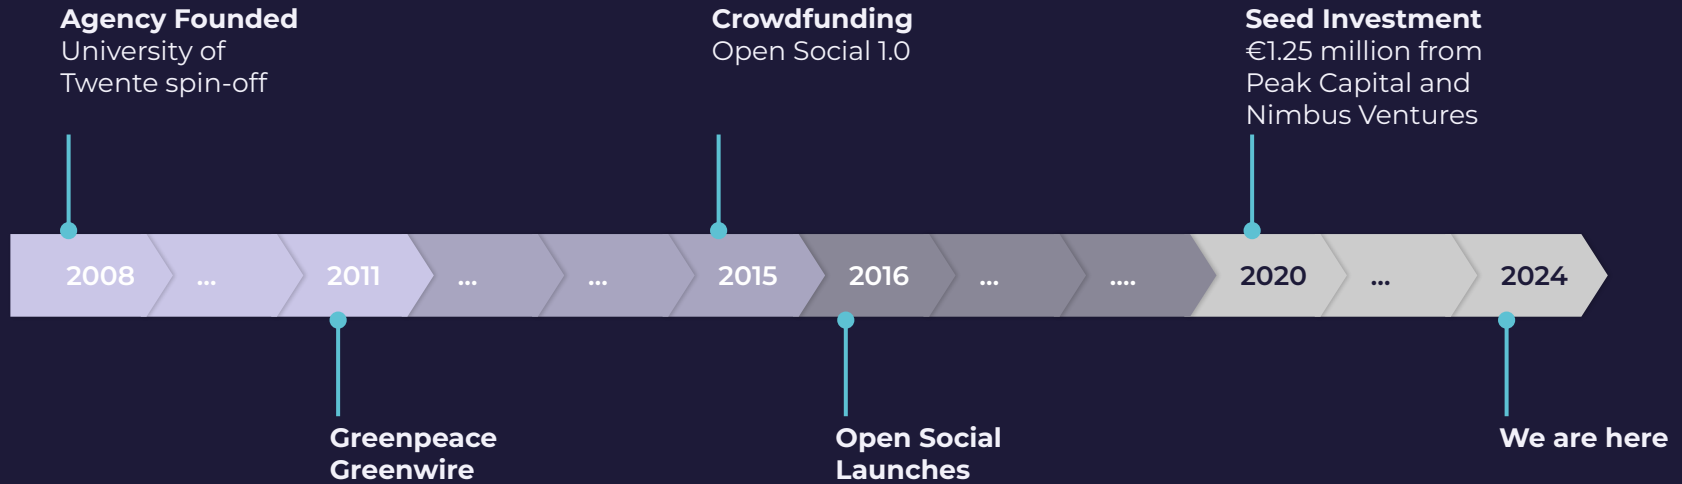 Agency Founded
University of
Twente spin-off
Crowdfunding
Open Social 1.0
Seed Investment
€1.25 million from
Peak Capital and
Nimbus Ventures
2008 ... 2011 ... ... 2015 2016 ... .... 2020 ... 2024
Greenpeace
Greenwire
Open Social
Launches
We are here